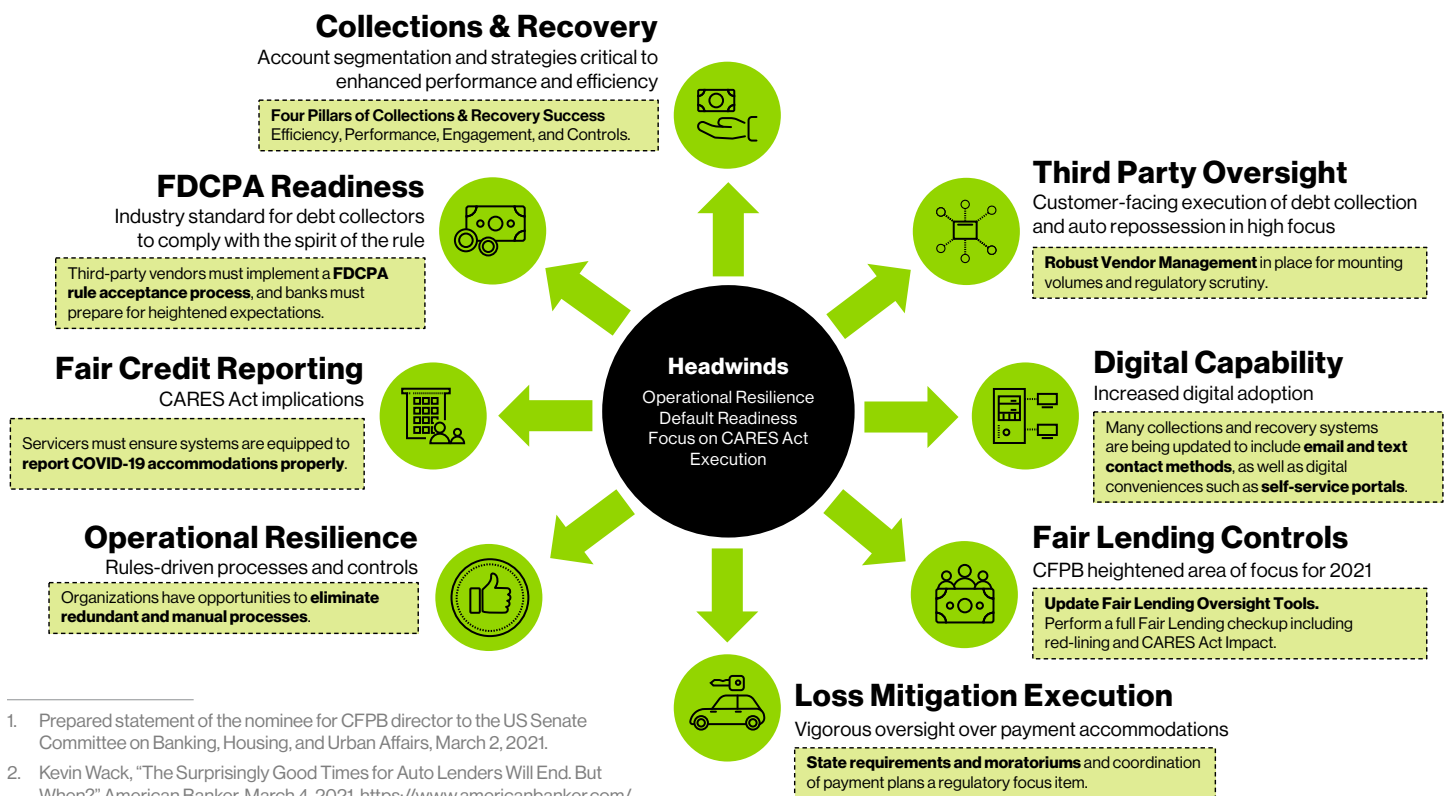 Collections & Recovery
Account segmentation and strategies critical to
enhanced performance and efficiency
Four Pillars of Collections & Recovery Success
Efficiency, Performance, Engagement, and Controls.
FDCPA Readiness
Industry standard for debt collectors
to comply with the spirit of the rule
Third-party vendors must implement a FDCPA
rule acceptance process, and banks must
prepare for heightened expectations.
Third Party Oversight
Customer-facing execution of debt collection
and auto repossession in high focus
Robust Vendor Management in place for mounting
volumes and regulatory scrutiny.
Fair Credit Reporting
CARES Act implications
Servicers must ensure systems are equipped to
report COVID-19 accommodations properly.
Headwinds
Operational Resilience
Default Readiness
Focus on CARES Act
Execution
Digital Capability
Increased digital adoption
Many collections and recovery systems
are being updated to include email and text
contact methods, as well as digital
conveniences such as self-service portals.
Operational Resilience
Rules-driven processes and controls
Organizations have opportunities to eliminate
redundant and manual processes.
Fair Lending Controls
CFPB heightened area of focus for 2021
Update Fair Lending Oversight Tools.
Perform a full Fair Lending checkup including
red-lining and CARES Act Impact.
Loss Mitigation Execution
Vigorous oversight over payment accommodations
State requirements and moratoriums and coordination
of payment plans a regulatory focus item.
1. Prepared statement of the nominee for CFPB director to the US Senate
Committee on Banking, Housing, and Urban Affairs, March 2, 2021.
2. Kevin Wack, “The Surprisingly Good Times for Auto Lenders Will End. But
When?” American Banker, March 4, 2021, https://www.americanbanker.com/